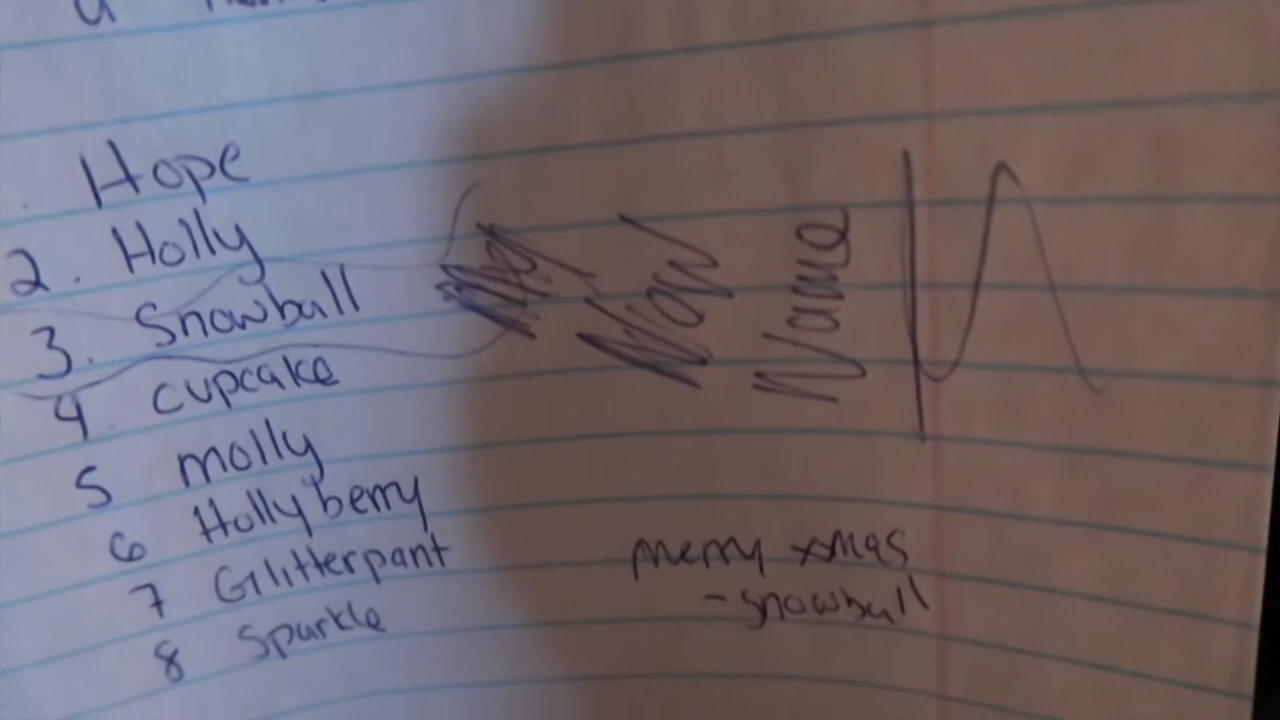 Hope
2. Holly
3. Snowball
4 cupcake
5 molly
6 Hollyberry
7 Glitterpant
8 Sparkle
Name
merry xmas
-snowball